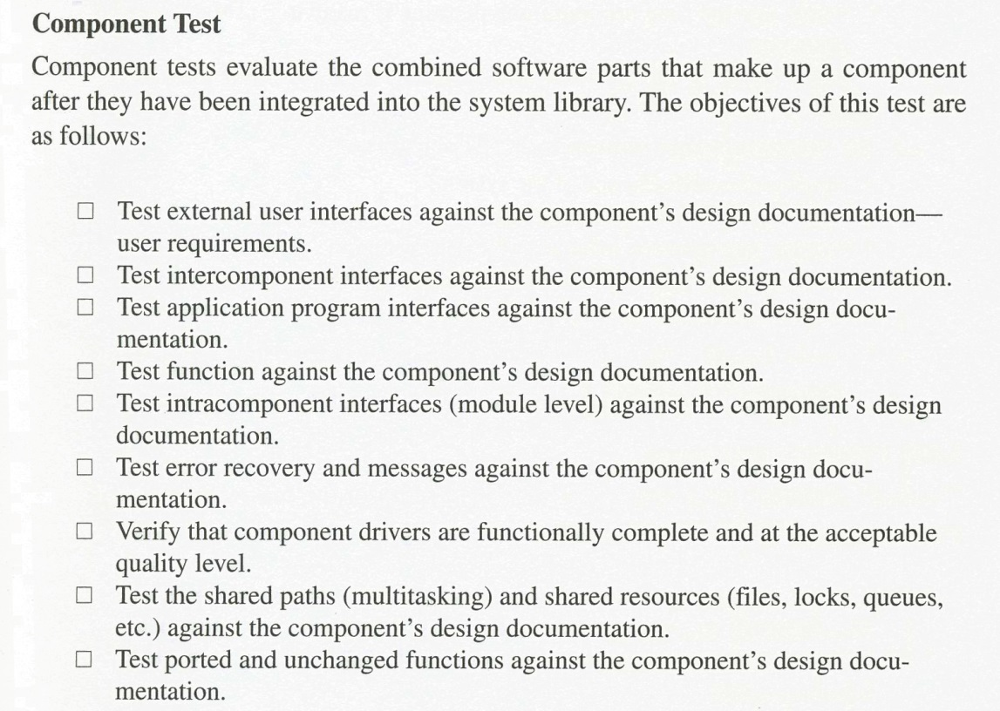 Component Test
Component tests evaluate the combined software parts that make up a component
after they have been integrated into the system library. The objectives of this test are
as follows:
☐ Test external user interfaces against the component’s design documentation—
user requirements.
☐ Test intercomponent interfaces against the component’s design documentation.
☐ Test application program interfaces against the component’s design docu-
mentation.
☐ Test function against the component’s design documentation.
☐ Test intracomponent interfaces (module level) against the component’s design
documentation.
☐ Test error recovery and messages against the component’s design docu-
mentation.
☐ Verify that component drivers are functionally complete and at the acceptable
quality level.
☐ Test the shared paths (multitasking) and shared resources (files, locks, queues,
etc.) against the component’s design documentation.
☐ Test ported and unchanged functions against the component’s design docu-
mentation.